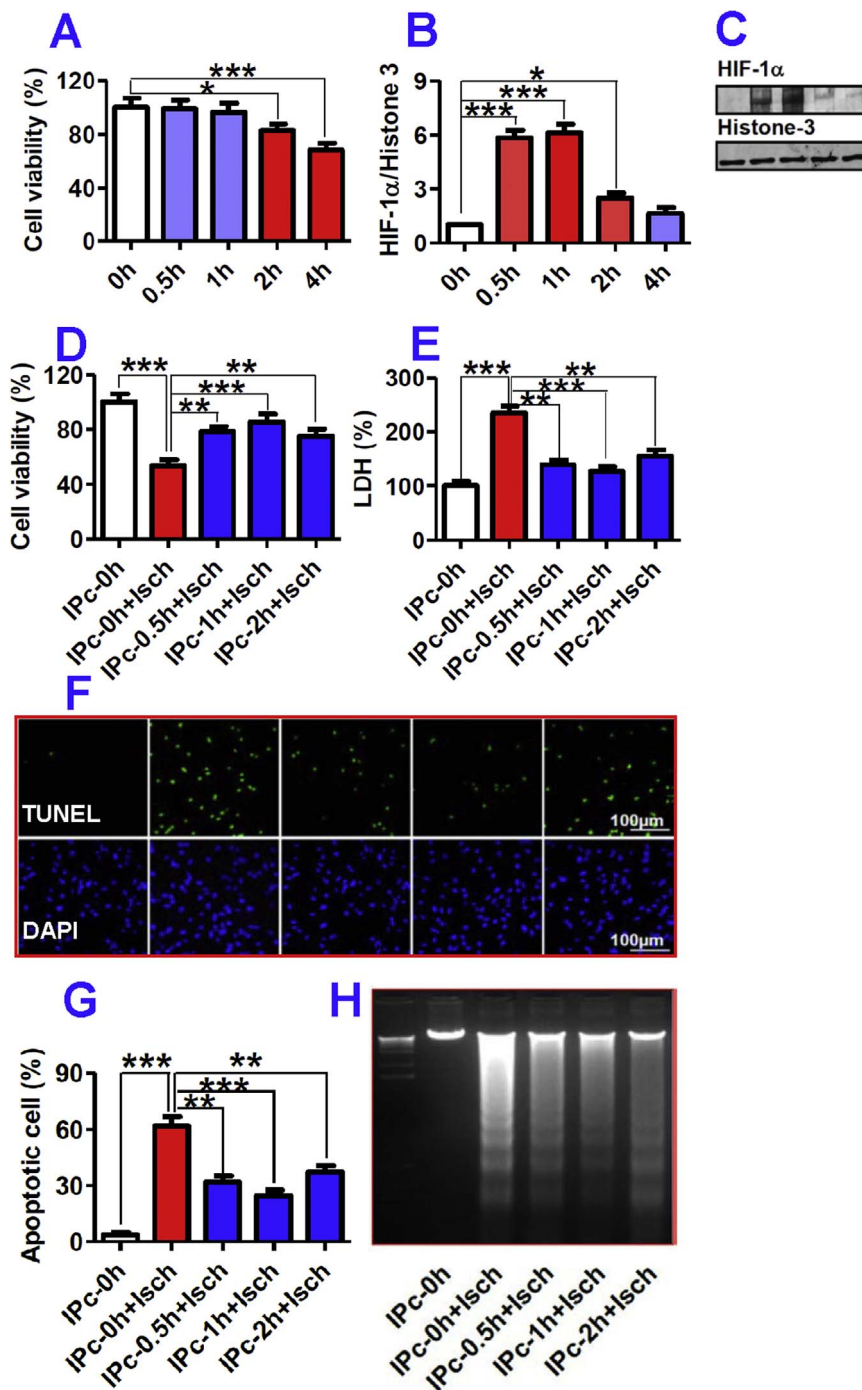 A
Cell viability (%)
120
80
40
0
***
*
0h
0.5h
1h
2h
4h
B
HIF-1α/Histone 3
9
6
3
0
*
***
***
0h
0.5h
1h
2h
4h
C
HIF-1α
Histone-3
D
Cell viability (%)
120
80
40
0
***
**
***
**
IPc-0h
IPc-0h+Isch
IPc-0.5h+Isch
IPc-1h+Isch
IPc-2h+Isch
E
LDH (%)
300
200
100
0
***
**
***
**
IPc-0h
IPc-0h+Isch
IPc-0.5h+Isch
IPc-1h+Isch
IPc-2h+Isch
F
TUNEL
100μm
DAPI
100μm
G
Apoptotic cell (%)
90
60
30
0
***
**
***
**
IPc-0h
IPc-0h+Isch
IPc-0.5h+Isch
IPc-1h+Isch
IPc-2h+Isch
H
IPc-0h
IPc-0h+Isch
IPc-0.5h+Isch
IPc-1h+Isch
IPc-2h+Isch